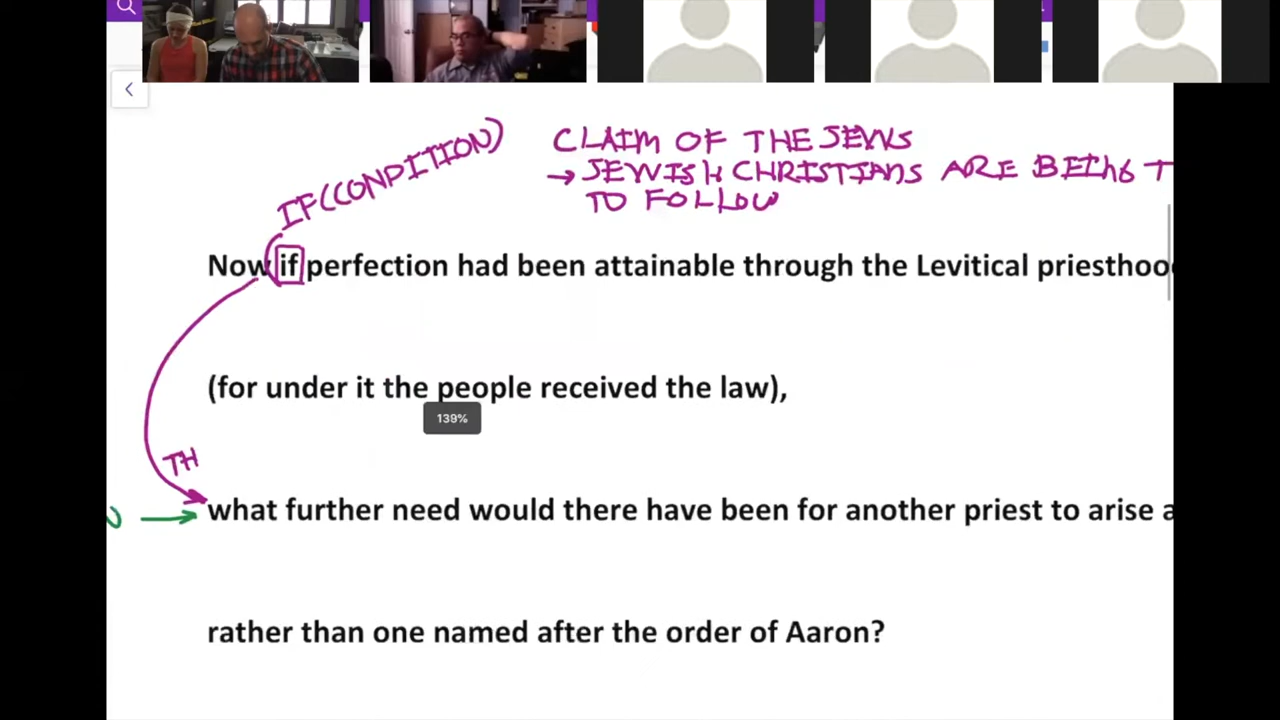 IF (CONDITION)
CLAIM OF THE JEWS
→ JEWISH CHRISTIANS ARE BEING T
TO FOLLOW
Now if perfection had been attainable through the Levitical priesthoo
(for under it the people received the law),
139%
TH
what further need would there have been for another priest to arise a
rather than one named after the order of Aaron?